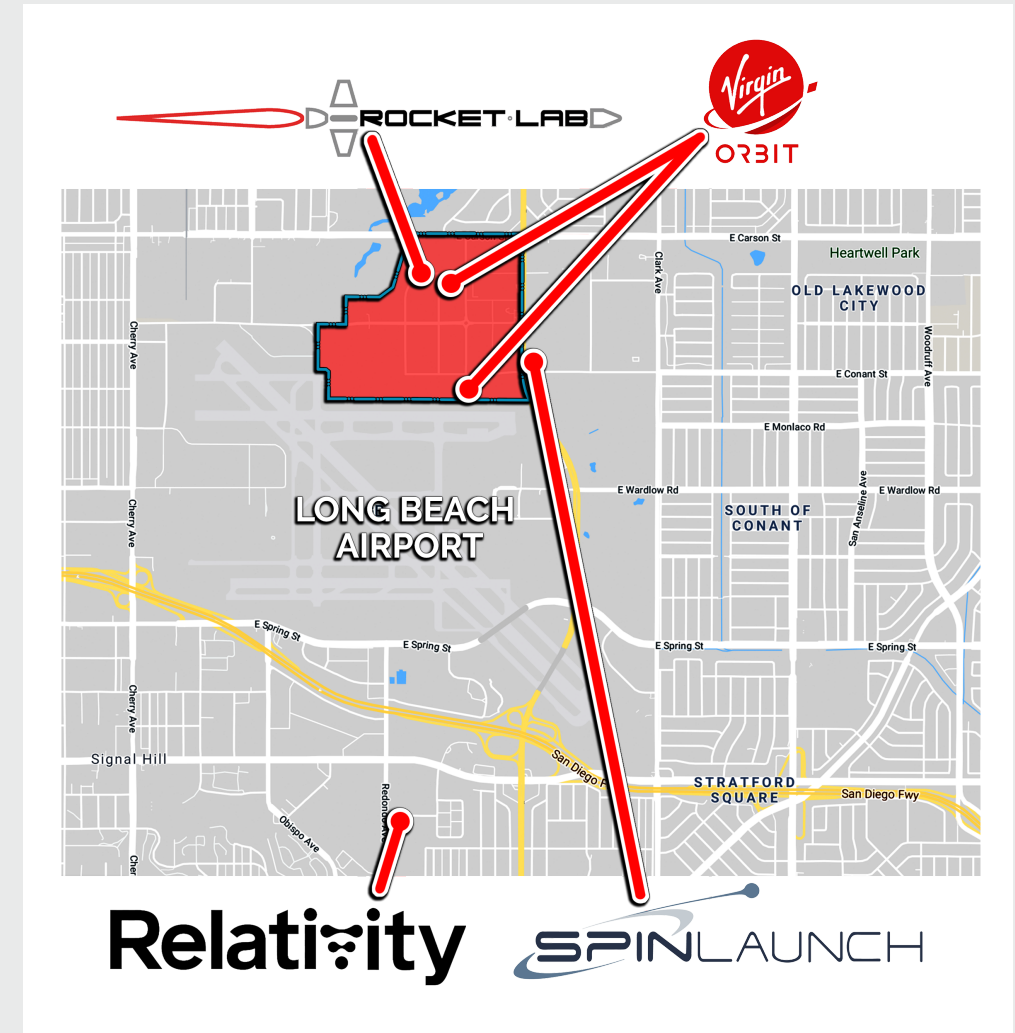 ROCKET LAB
Virgin
ORBIT
E Carson St
Heartwell Park
Clark Ave
OLD LAKEWOOD
CITY
Cherry Ave
Woodruff Ave
E Conant St
E Monlaco Rd
E Wardlow Rd
E Wardlow Rd
San Anseline Ave
SOUTH OF
CONANT
LONG BEACH
AIRPORT
Cherry Ave
E Spring St
E Spring St
E Spring St
E Spring St
Cherry Ave
Signal Hill
San Diego F
STRATFORD
SQUARE
San Diego Fwy
Redondo Ave
Obispo Ave
Cher
Relativity
SPINLAUNCH